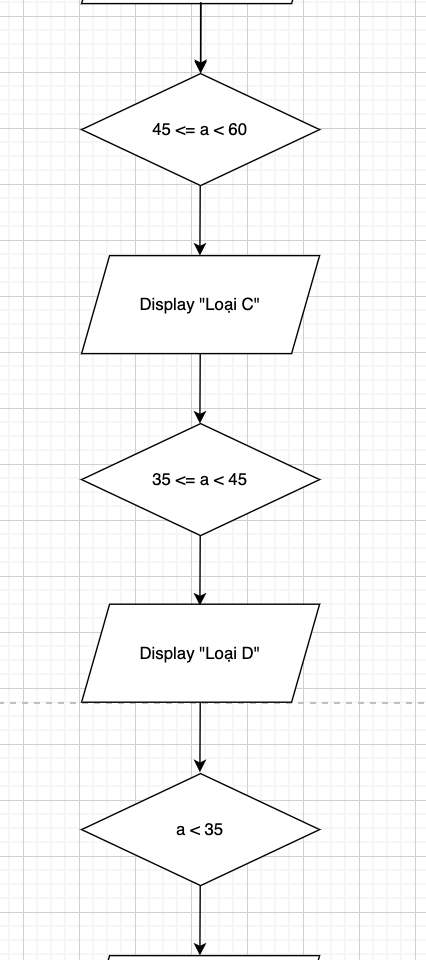 45 <= a < 60
Display "Loại C"
35 <= a < 45
Display "Loại D"
a < 35